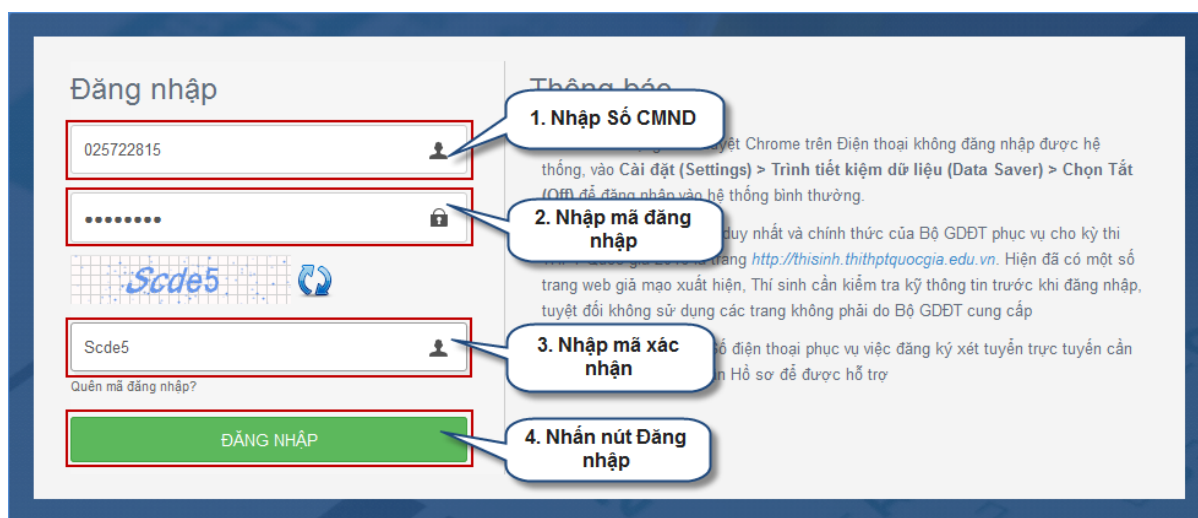 Đăng nhập
025722815
Scde5
Scde5
Quên mã đăng nhập?
ĐĂNG NHẬP
1. Nhập Số CMND
2. Nhập mã đăng
nhập
3. Nhập mã xác
nhận
4. Nhấn nút Đăng
nhập
Thông báo
Chrome trên Điện thoại không đăng nhập được hệ
thống, vào Cài đặt (Settings) > Trình tiết kiệm dữ liệu (Data Saver) > Chọn Tắt
(Off) để đăng nhập vào hệ thống bình thường.
duy nhất và chính thức của Bộ GDĐT phục vụ cho kỳ thi
trang http://thisinh.thithptquocgia.edu.vn. Hiện đã có một số
trang web giả mạo xuất hiện, Thí sinh cần kiểm tra kỹ thông tin trước khi đăng nhập,
tuyệt đối không sử dụng các trang không phải do Bộ GDĐT cung cấp
điện thoại phục vụ việc đăng ký xét tuyển trực tuyến cần
Hồ sơ để được hỗ trợ